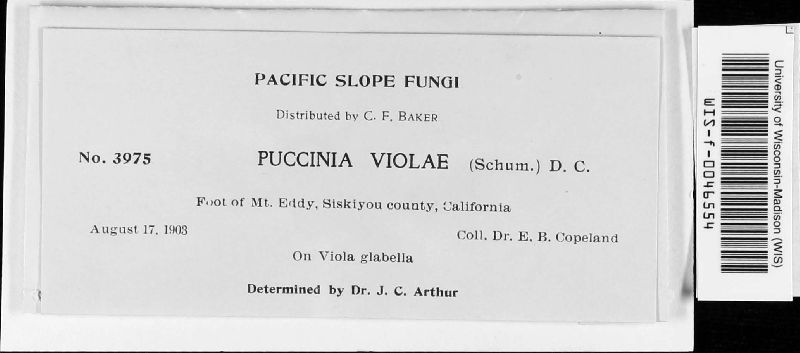 PACIFIC SLOPE FUNGI
Distributed by C. F. BAKER
No. 3975 PUCCINIA VIOLAE (Schum.) D. C.
Foot of Mt. Eddy, Siskiyou county, California
August 17, 1903
Coll. Dr. E. B. Copeland
On Viola glabella
Determined by Dr. J. C. Arthur
University of Wisconsin-Madison (WIS)
WIS-f-0046554